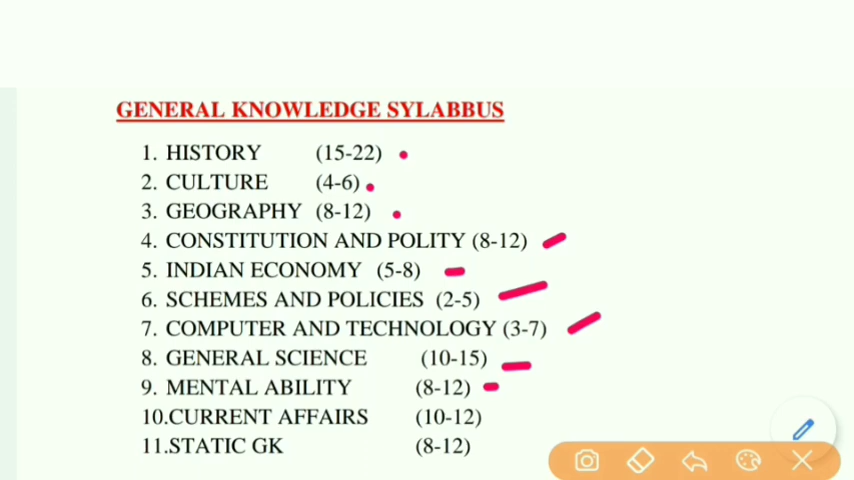 GENERAL KNOWLEDGE SYLABBUS
1. HISTORY (15-22)
2. CULTURE (4-6)
3. GEOGRAPHY (8-12)
4. CONSTITUTION AND POLITY (8-12)
5. INDIAN ECONOMY (5-8)
6. SCHEMES AND POLICIES (2-5)
7. COMPUTER AND TECHNOLOGY (3-7)
8. GENERAL SCIENCE (10-15)
9. MENTAL ABILITY (8-12)
10.CURRENT AFFAIRS (10-12)
11.STATIC GK (8-12)